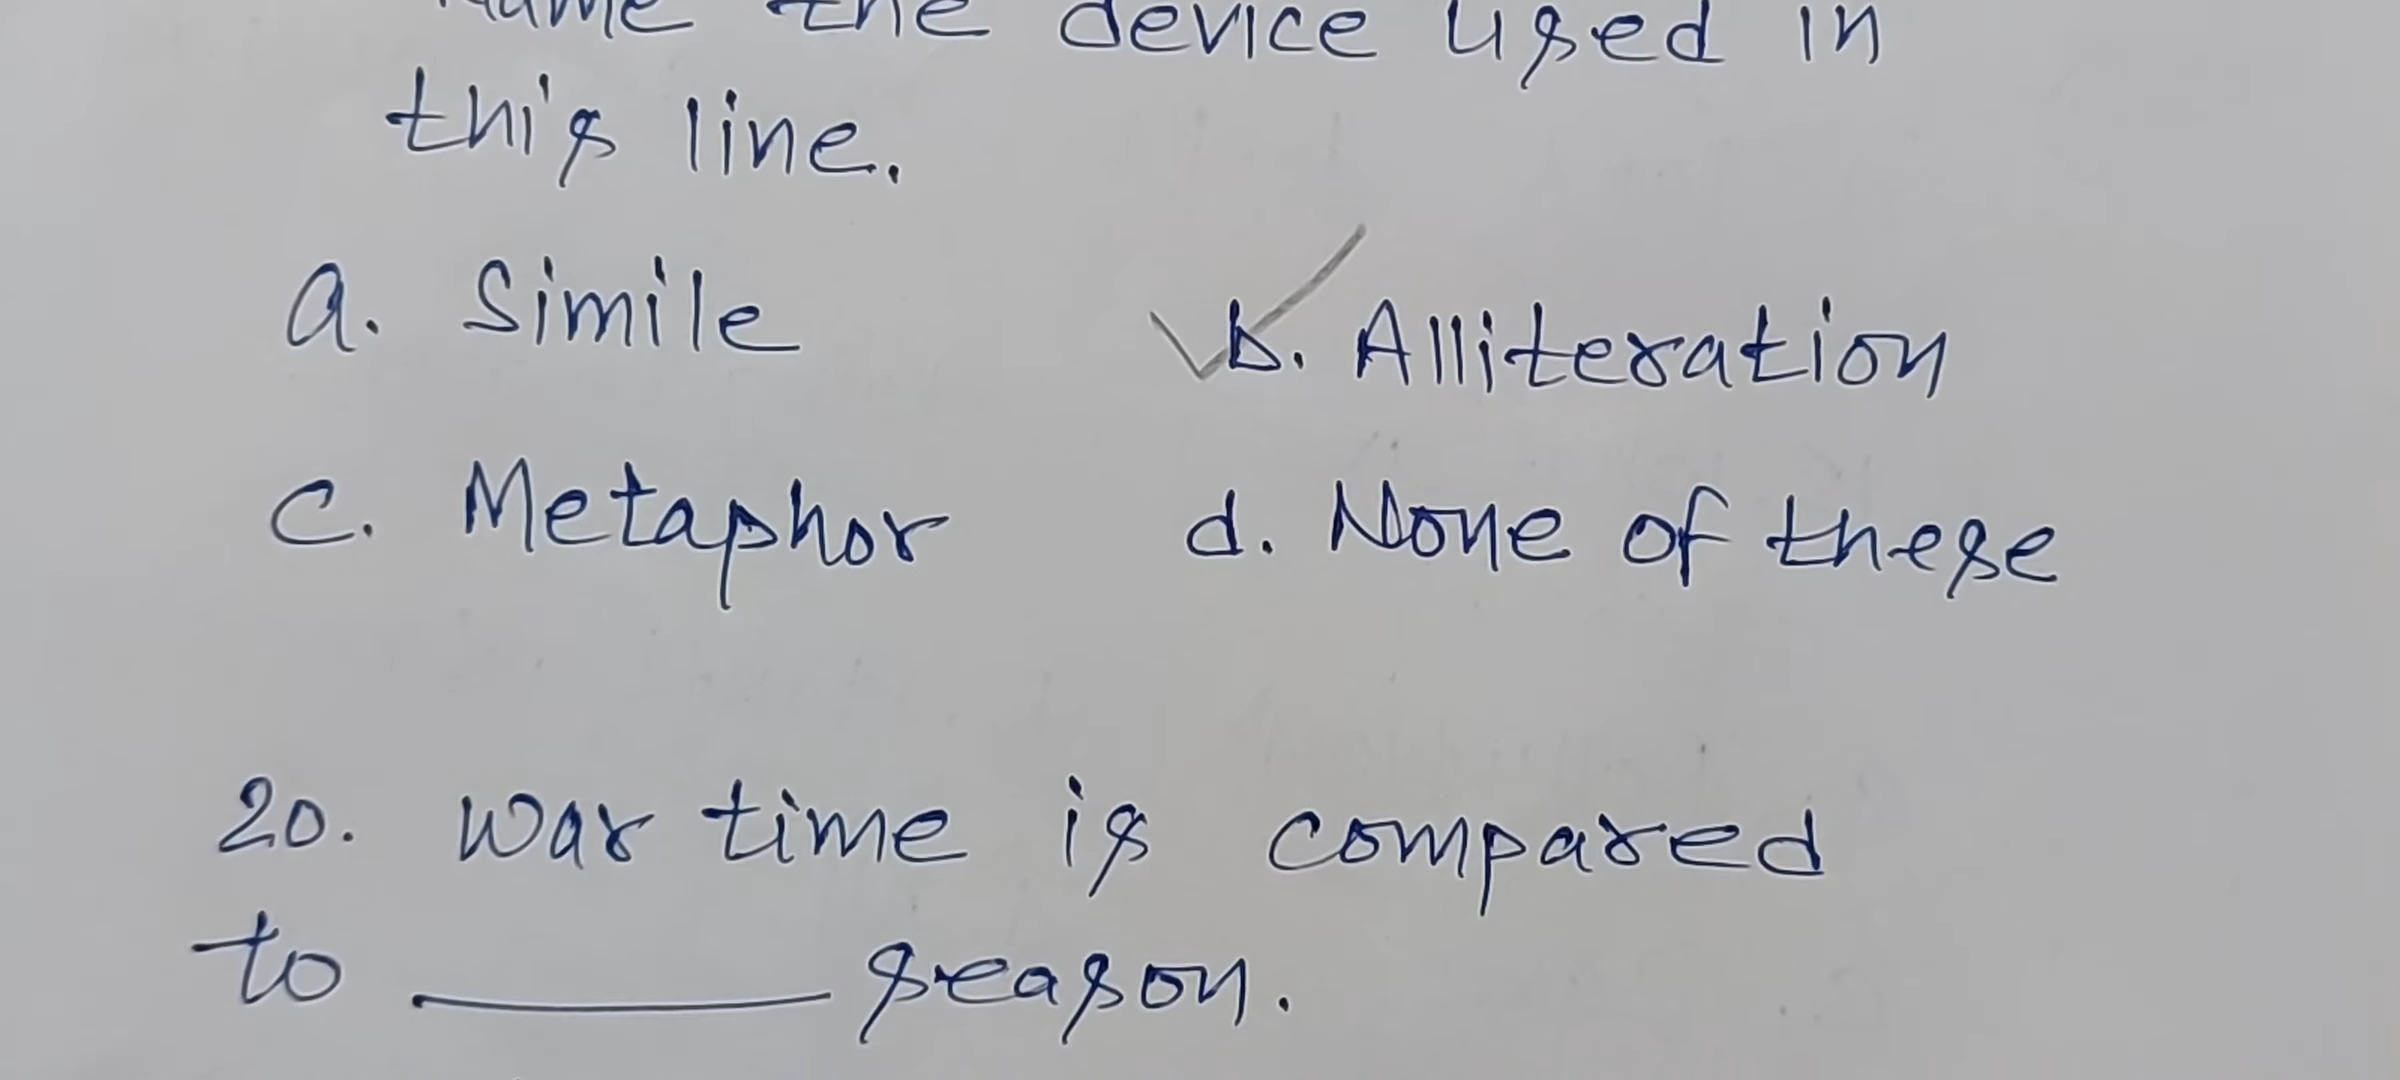 Name the device used in
this line.
a. Simile b. Alliteration
c. Metaphor d. None of these
20. War time is compared
to ______ season.